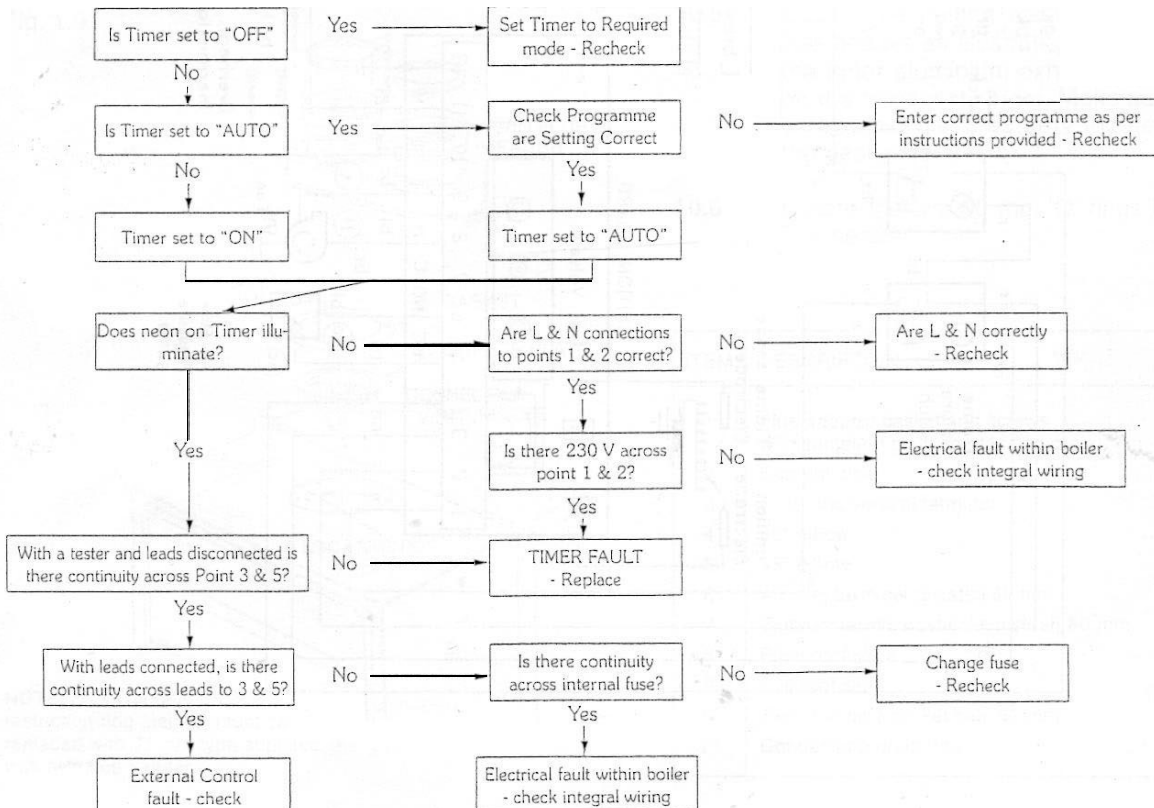 Is Timer set to “OFF”
Yes
Set Timer to Required
mode - Recheck
No
Is Timer set to “AUTO”
Yes
Check Programme
are Setting Correct
No
Enter correct programme as per
instructions provided - Recheck
No
Yes
Timer set to “ON”
Timer set to “AUTO”
Does neon on Timer illu-
minate?
No
Are L & N connections
to points 1 & 2 correct?
No
Are L & N correctly
- Recheck
Yes
Yes
Is there 230 V across
point 1 & 2?
No
Electrical fault within boiler
- check integral wiring
Yes
With a tester and leads disconnected is
there continuity across Point 3 & 5?
No
TIMER FAULT
- Replace
Yes
With leads connected, is there
continuity across leads to 3 & 5?
No
Is there continuity
across internal fuse?
No
Change fuse
- Recheck
Yes
Yes
External Control
fault - check
Electrical fault within boiler
- check integral wiring